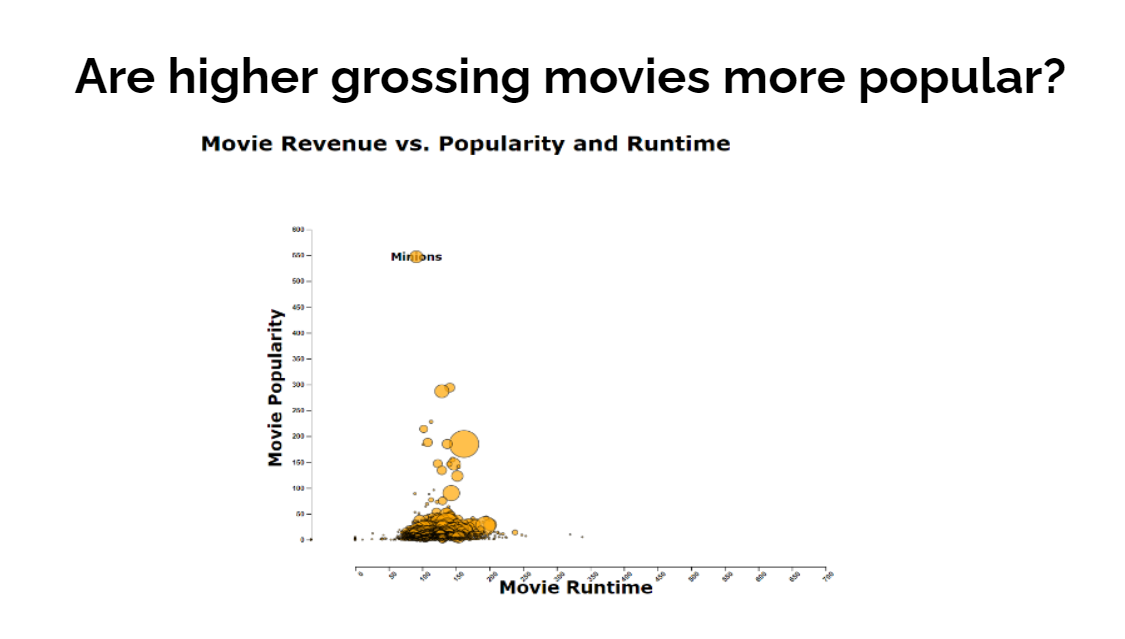 Are higher grossing movies more popular?
Movie Revenue vs. Popularity and Runtime
600
Minions
550
500
450
400
350
300
250
200
150
100
50
0
Movie Popularity
0 50 100 150 200 250 300 350 400 450 500 550 600 650 700
Movie Runtime